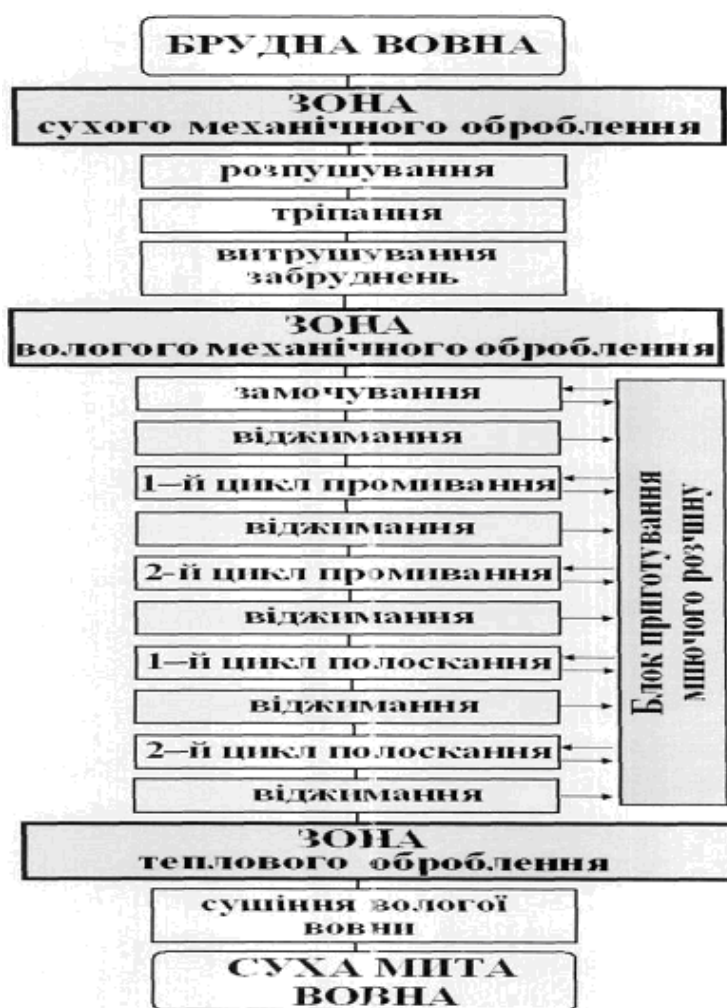 БРУДНА ВОВНА
ЗОНА
сухого механічного оброблення
розпушування
тріпання
витрушування
забруднень
ЗОНА
вологого механічного оброблення
замочування
віджимання
1–й цикл промивання
віджимання
2-й цикл промивання
віджимання
1–й цикл полоскання
віджимання
2–й цикл полоскання
віджимання
Блок приготування
миючого розчину
ЗОНА
теплового оброблення
сушіння вологої
вовни
СУХА МИТА
ВОВНА